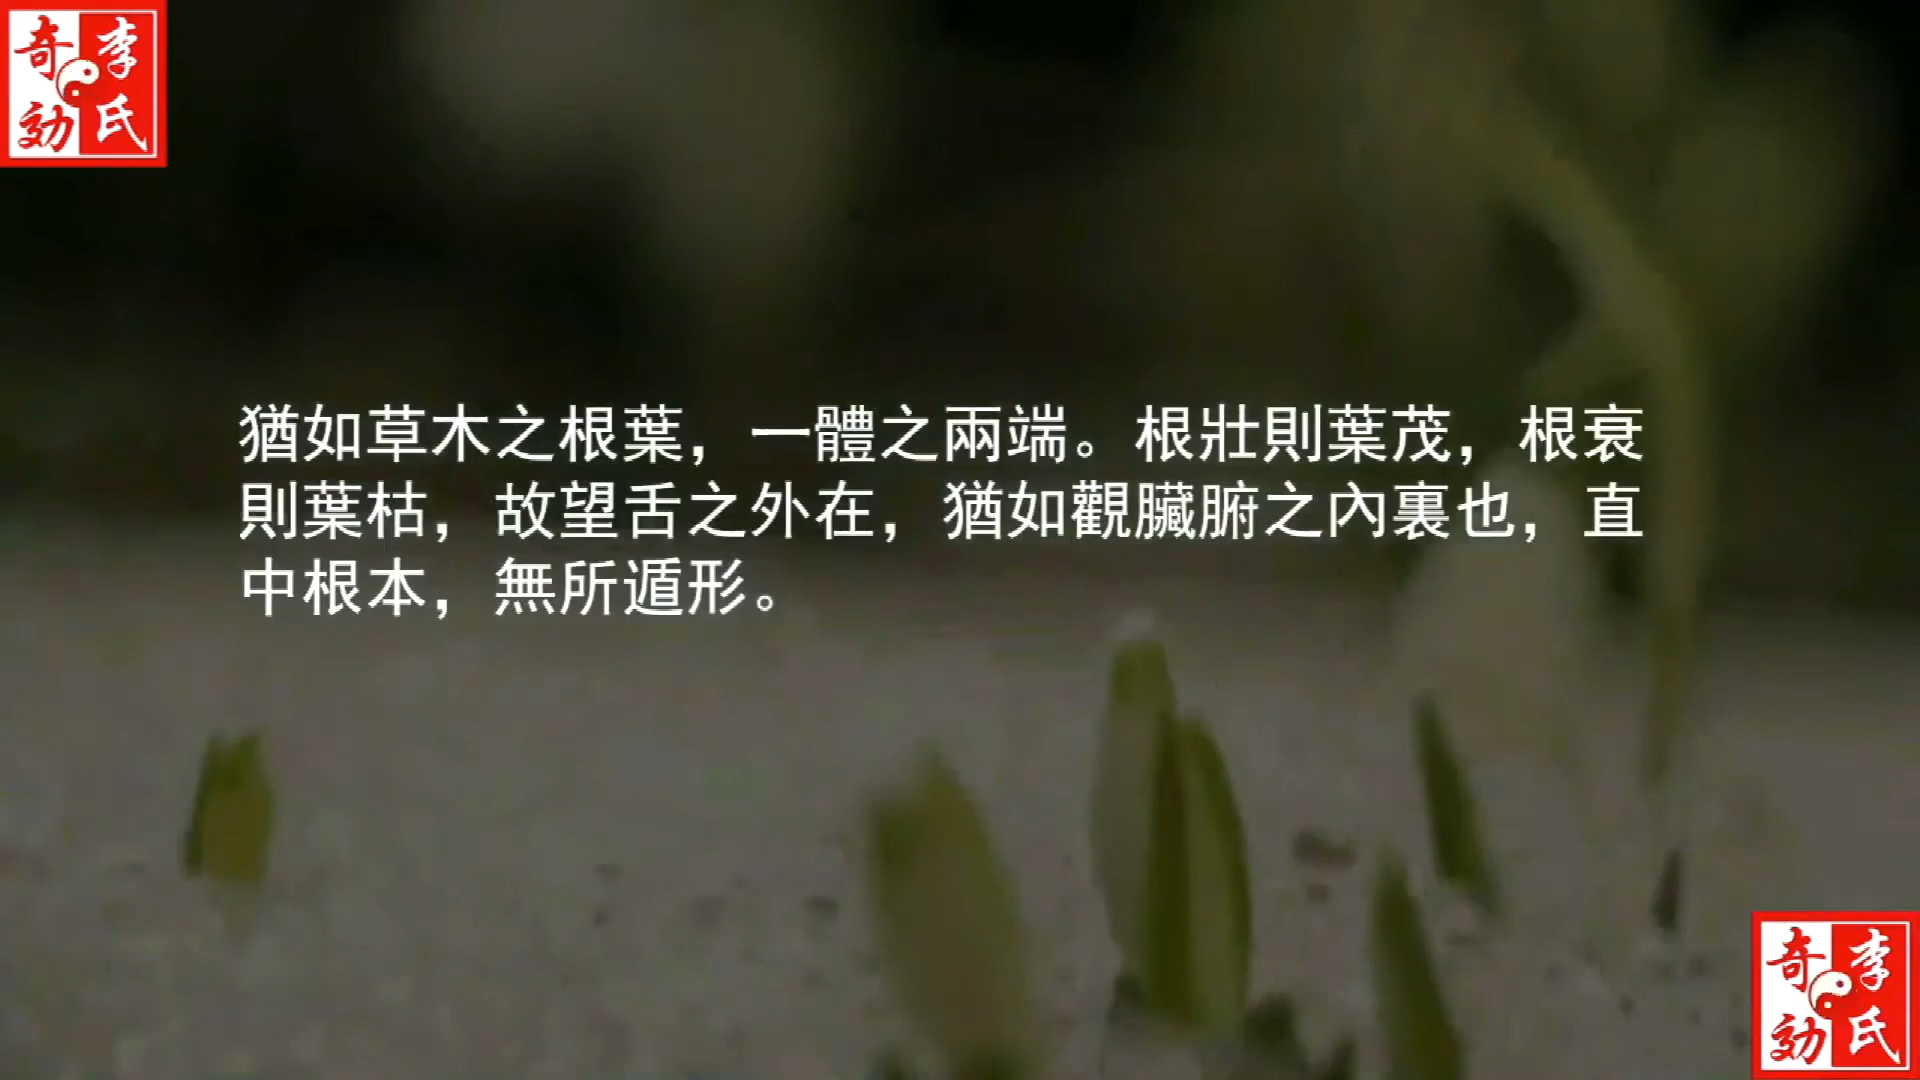 李氏
奇効
猶如草木之根葉，一體之兩端。根壯則葉茂，根衰
則葉枯，故望舌之外在，猶如觀臟腑之內裏也，直
中根本，無所遁形。
李氏
奇効